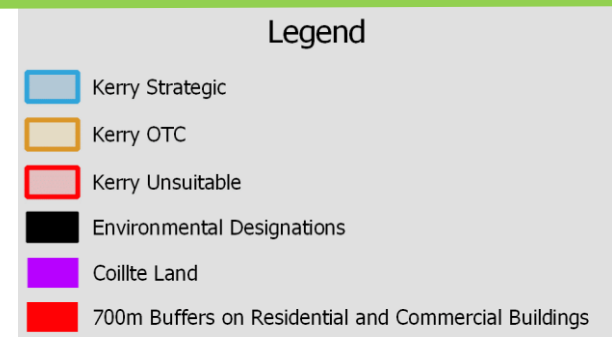 Legend
Kerry Strategic
Kerry OTC
Kerry Unsuitable
Environmental Designations
Coillte Land
700m Buffers on Residential and Commercial Buildings